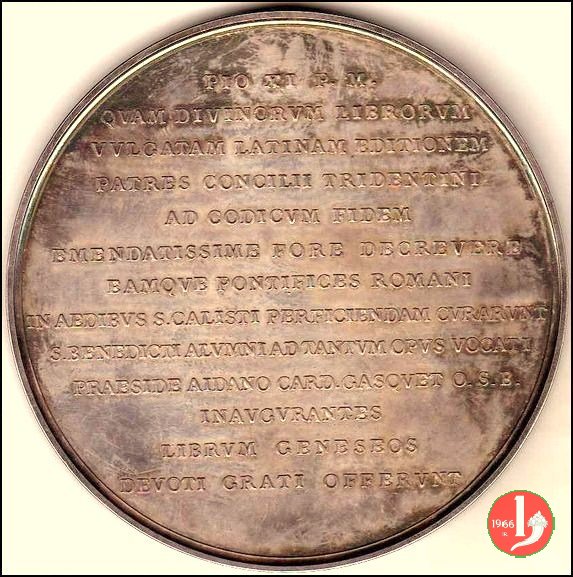 PIO XI P. M.
QVAM DIVINORVM LIBRORVM
VVLGATAM LATINAM EDITIONEM
PATRES CONCILII TRIDENTINI
AD CODICVM FIDEM
EMENDATISSIME FORE DECREVERE
EAMQVE PONTIFICES ROMANI
IN AEDIBVS S.CALISTI PERFICIENDAM CVRARVNT
S.BENEDICTI ALVMNI AD TANTVM OPVS VOCATI
PRAESIDE AIDANO CARD.GASQVET O.S.B.
INAVGVRANTES
LIBRVM GENESEOS
DEVOTI GRATI OFFERVNT
1966